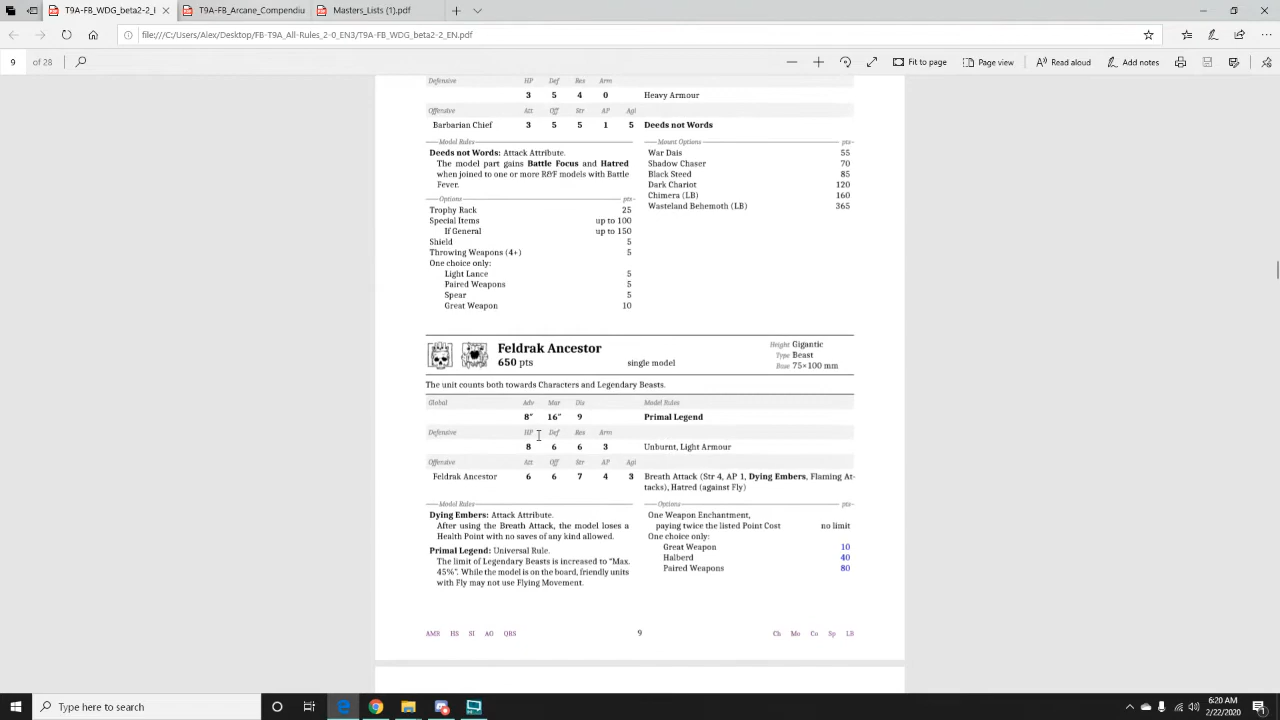 T9A-FB_WDG_beta2-2_
T9A-FB_Arcane-Compendium
T9A-FB_Rules_2-0_EN1.pdf
file:///C:/Users/Alex/Desktop/FB-T9A_All-Rules_2-0_EN3/T9A-FB_WDG_beta2-2_EN.pdf
9 of 28
Fit to page Page view Read aloud Add notes
Defensive HP Def Res Arm
3 5 4 0 Heavy Armour
Offensive Att Off Str AP Agi
Barbarian Chief 3 5 5 1 5 Deeds not Words
Model Rules
Deeds not Words: Attack Attribute.
The model part gains Battle Focus and Hatred
when joined to one or more R&F models with Battle
Fever.
Options pts
Trophy Rack 25
Special Items up to 100
If General up to 150
Shield 5
Throwing Weapons (4+) 5
One choice only:
Light Lance 5
Paired Weapons 5
Spear 5
Great Weapon 10
Mount Options pts
War Dais 55
Shadow Chaser 70
Black Steed 85
Dark Chariot 120
Chimera (LB) 160
Wasteland Behemoth (LB) 365
Feldrak Ancestor
650 pts single model
Height Gigantic
Type Beast
Base 75×100 mm
The unit counts both towards Characters and Legendary Beasts.
Global Adv Mar Dis Model Rules
8″ 16″ 9 Primal Legend
Defensive HP Def Res Arm
8 6 6 3 Unburnt, Light Armour
Offensive Att Off Str AP Agi
Feldrak Ancestor 6 6 7 4 3 Breath Attack (Str 4, AP 1, Dying Embers, Flaming At-
tacks), Hatred (against Fly)
Model Rules
Dying Embers: Attack Attribute.
After using the Breath Attack, the model loses a
Health Point with no saves of any kind allowed.
Primal Legend: Universal Rule.
The limit of Legendary Beasts is increased to “Max.
45%”. While the model is on the board, friendly units
with Fly may not use Flying Movement.
Options pts
One Weapon Enchantment,
paying twice the listed Point Cost no limit
One choice only:
Great Weapon 10
Halberd 40
Paired Weapons 80
AMR HS SI AO QRS
9
Ch Mo Co Sp LB
Type here to search
6:20 AM
2/22/2020